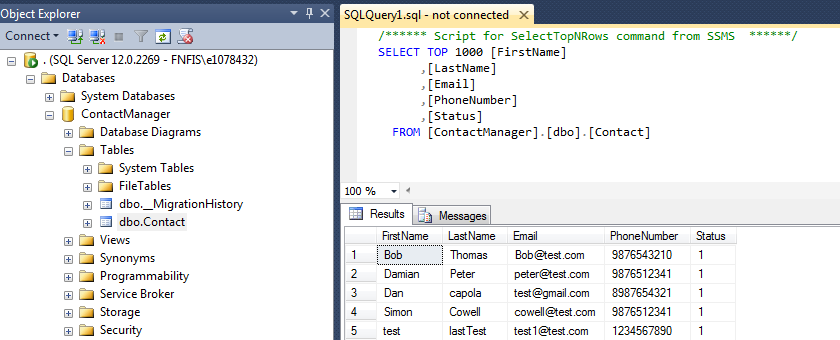 Object Explorer
Connect
. (SQL Server 12.0.2269 - FNFIS\e1078432)
Databases
System Databases
ContactManager
Database Diagrams
Tables
System Tables
FileTables
dbo.__MigrationHistory
dbo.Contact
Views
Synonyms
Programmability
Service Broker
Storage
Security
SQLQuery1.sql - not connected
/****** Script for SelectTopNRows command from SSMS ******/
SELECT TOP 1000 [FirstName]
,[LastName]
,[Email]
,[PhoneNumber]
,[Status]
FROM [ContactManager].[dbo].[Contact]
100 %
Results Messages
FirstName LastName Email PhoneNumber Status
1 Bob Thomas Bob@test.com 9876543210 1
2 Damian Peter peter@test.com 9876512341 1
3 Dan capola test@gmail.com 8987654321 1
4 Simon Cowell cowell@test.com 9876512341 1
5 test lastTest test1@test.com 1234567890 1